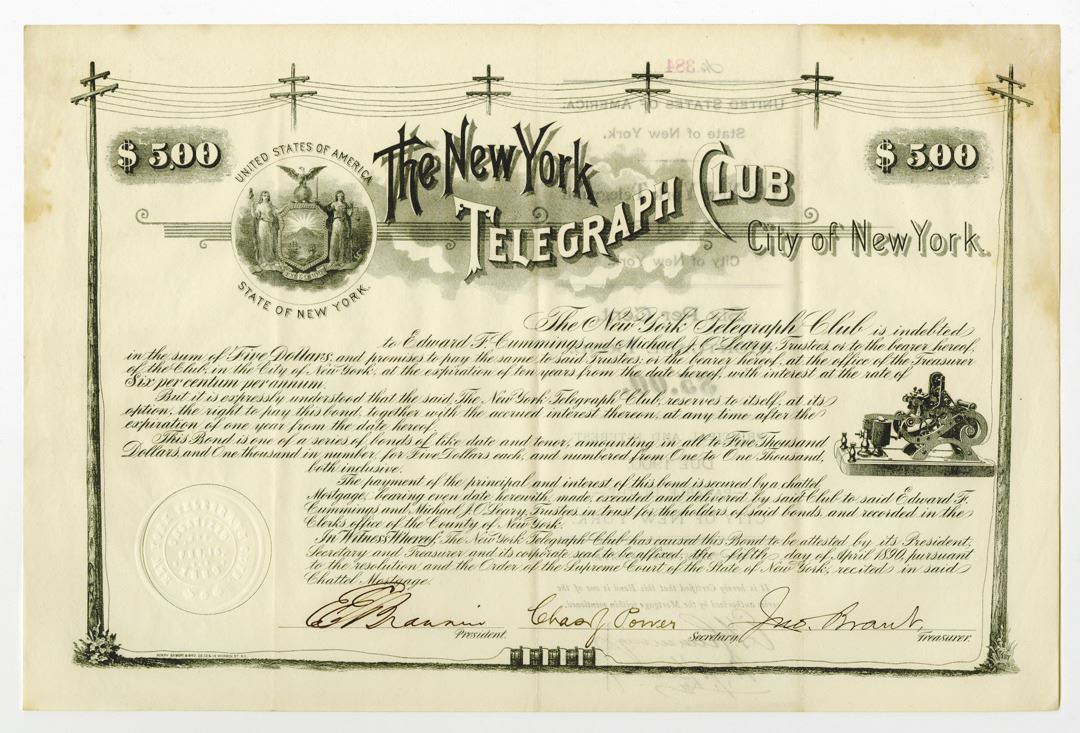 $ 5.00
$ 5.00
UNITED STATES OF AMERICA
STATE OF NEW YORK.
The New York
Telegraph Club
City of New York.
The New York Telegraph Club is indebted
to Edward F. Cummings and Michael J. O'Leary, Trustees, or to the bearer hereof,
in the sum of Five Dollars, and promises to pay the same to said Trustees, or the bearer hereof, at the office of the Treasurer
of the Club, in the City of New York, at the expiration of ten years from the date hereof, with interest at the rate of
Six per centum per annum.
But it is expressly understood that the said, The New York Telegraph Club, reserves to itself, at its
option, the right to pay this bond, together with the accrued interest thereon, at any time after the
expiration of one year from the date hereof.
This Bond is one of a series of bonds of like date and tenor, amounting in all to Five Thousand
Dollars, and One thousand in number, for Five Dollars each, and numbered from One to One Thousand,
both inclusive.
The payment of the principal and interest of this bond is secured by a chattel
Mortgage, bearing even date herewith, made, executed and delivered by said Club to said Edward F.
Cummings and Michael J. O'Leary, Trustees in trust for the holders of said bonds, and recorded in the
Clerks office of the County of New York.
In Witness Whereof The New York Telegraph Club has caused this Bond to be attested by its President,
Secretary and Treasurer and its corporate seal to be affixed, the fifth day of April 1890, pursuant
to the resolution and the Order of the Supreme Court of the State of New York, recited in said
Chattel Mortgage.
President.
Chas J. Power
Secretary
Jno. Brant,
Treasurer.